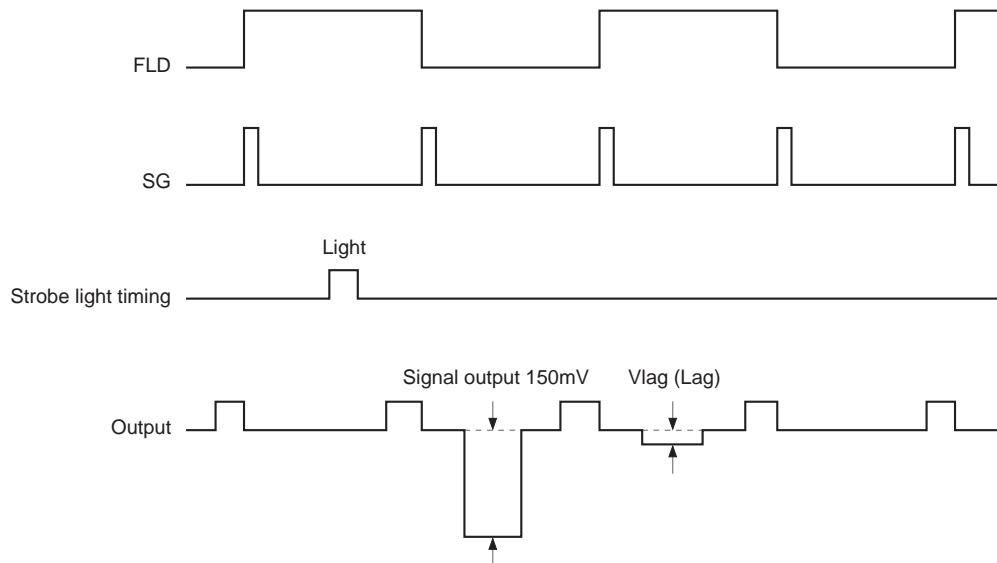 FLD
SG
Light
Strobe light timing
Signal output 150mV Vlag (Lag)
Output